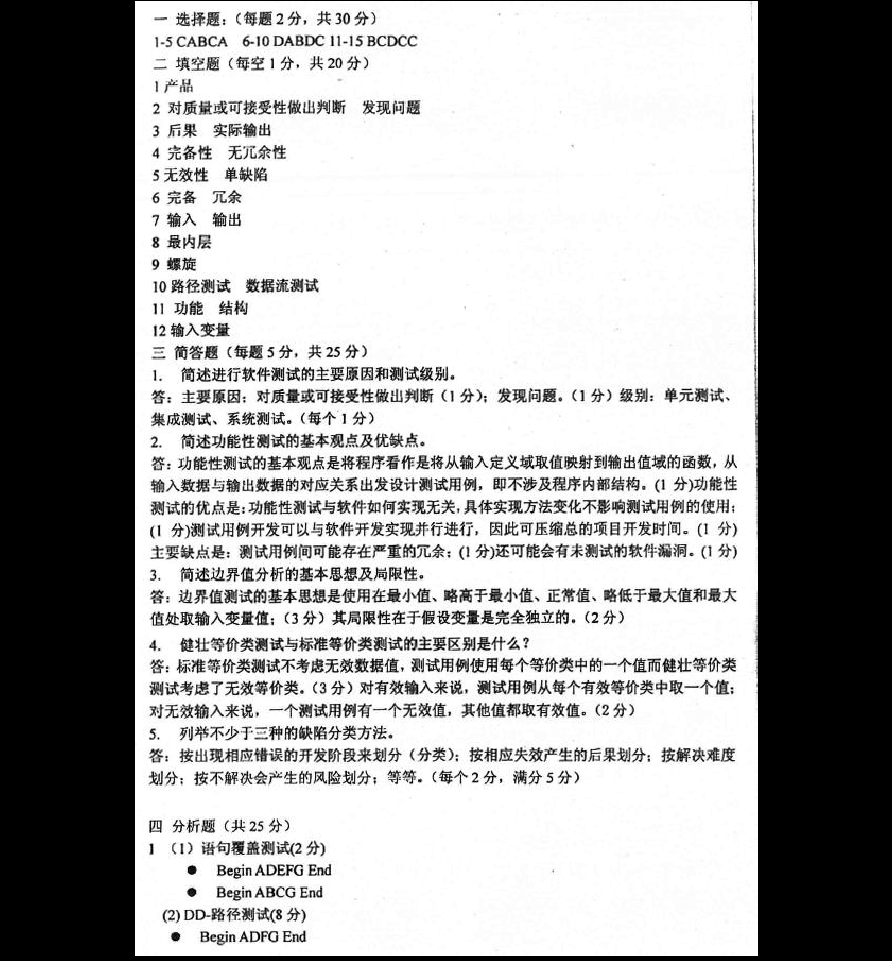 一 选择题:(每题2分,共30分)
1-5 CABCA 6-10 DABDC 11-15 BCDCC
二 填空题(每空1分,共20分)
1 产品
2 对质量或可接受性做出判断 发现问题
3 后果 实际输出
4 完备性 无冗余性
5 无效性 单缺陷
6 完备 冗余
7 输入 输出
8 最内层
9 螺旋
10 路径测试 数据流测试
11 功能 结构
12 输入变量
三 简答题(每题5分,共25分)
1. 简述进行软件测试的主要原因和测试级别。
答:主要原因:对质量或可接受性做出判断(1分);发现问题。(1分)级别:单元测试、
集成测试、系统测试。(每个1分)
2. 简述功能性测试的基本观点及优缺点。
答:功能性测试的基本观点是将程序看作是将从输入定义域取值映射到输出值域的函数,从
输入数据与输出数据的对应关系出发设计测试用例,即不涉及程序内部结构。(1 分)功能性
测试的优点是:功能性测试与软件如何实现无关,具体实现方法变化不影响测试用例的使用;
(1 分)测试用例开发可以与软件开发实现并行进行,因此可压缩总的项目开发时间。(1 分)
主要缺点是:测试用例间可能存在严重的冗余;(1分)还可能会有未测试的软件漏洞。(1分)
3. 简述边界值分析的基本思想及局限性。
答:边界值测试的基本思想是使用在最小值、略高于最小值、正常值、略低于最大值和最大
值处取输入变量值;(3分)其局限性在于假设变量是完全独立的。(2分)
4. 健壮等价类测试与标准等价类测试的主要区别是什么?
答:标准等价类测试不考虑无效数据值,测试用例使用每个等价类中的一个值而健壮等价类
测试考虑了无效等价类。(3分)对有效输入来说,测试用例从每个有效等价类中取一个值;
对无效输入来说,一个测试用例有一个无效值,其他值都取有效值。(2分)
5. 列举不少于三种的缺陷分类方法。
答:按出现相应错误的开发阶段来划分(分类);按相应失效产生的后果划分;按解决难度
划分;按不解决会产生的风险划分;等等。(每个2分,满分5分)
四 分析题(共25分)
1 (1)语句覆盖测试(2分)
● Begin ADEFG End
● Begin ABCG End
(2) DD-路径测试(8分)
● Begin ADFG End